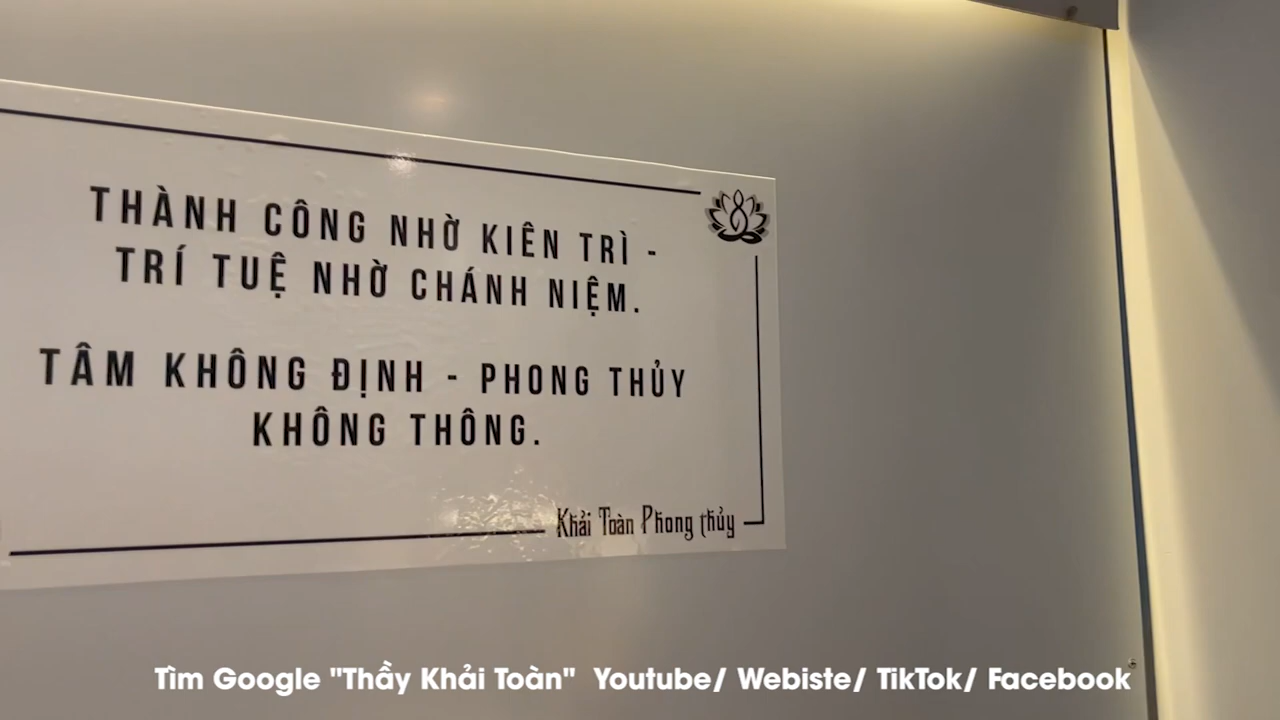 THÀNH CÔNG NHỜ KIÊN TRÌ -
TRÍ TUỆ NHỜ CHÁNH NIỆM.
TÂM KHÔNG ĐỊNH - PHONG THỦY
KHÔNG THÔNG.
Khải Toàn Phong thủy
Tìm Google "Thầy Khải Toàn" Youtube/ Webiste/ TikTok/ Facebook